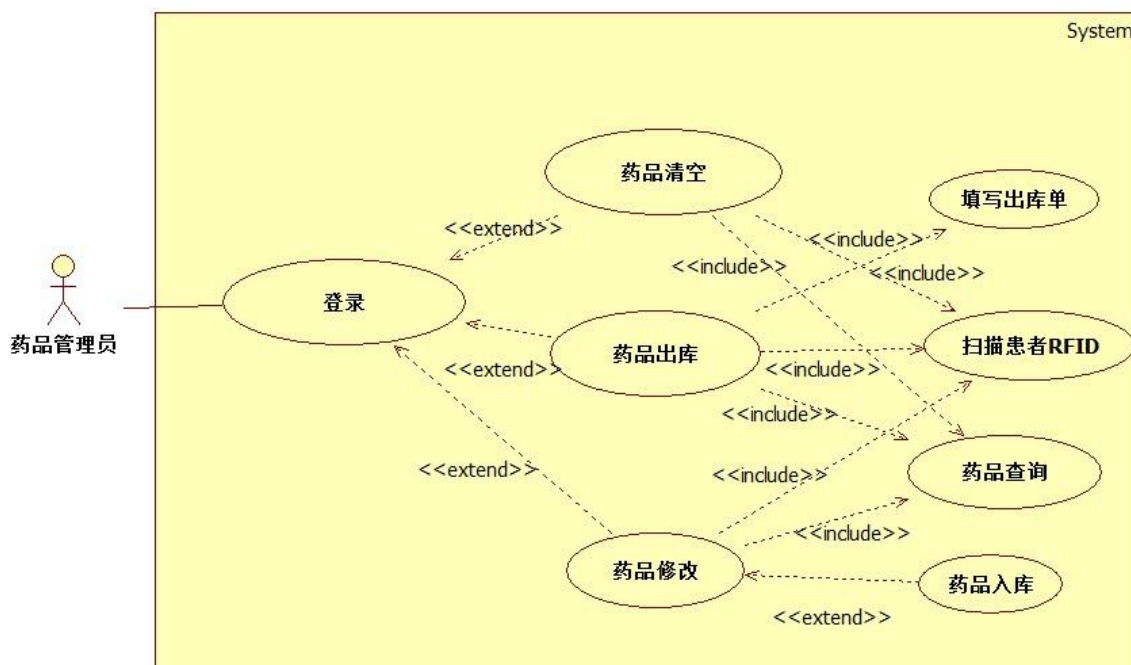 System
药品清空
填写出库单
<<extend>>
<<include>>
<<include>>
<<include>>
登录
药品管理员
药品出库
扫描患者RFID
<<extend>>
<<include>>
<<include>>
<<extend>>
药品查询
<<include>>
<<include>>
药品修改
药品入库
<<extend>>